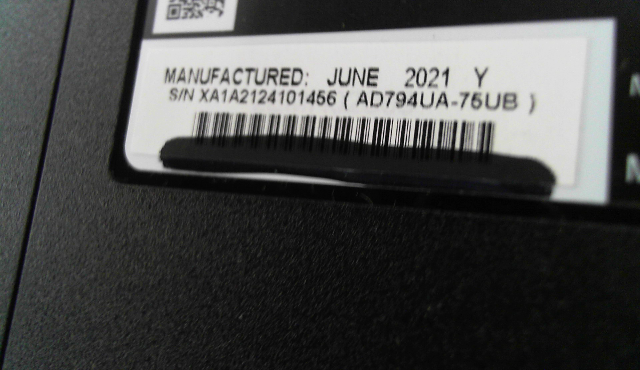 MANUFACTURED: JUNE 2021 Y
S/N XA1A2124101456 ( AD794UA-75UB )